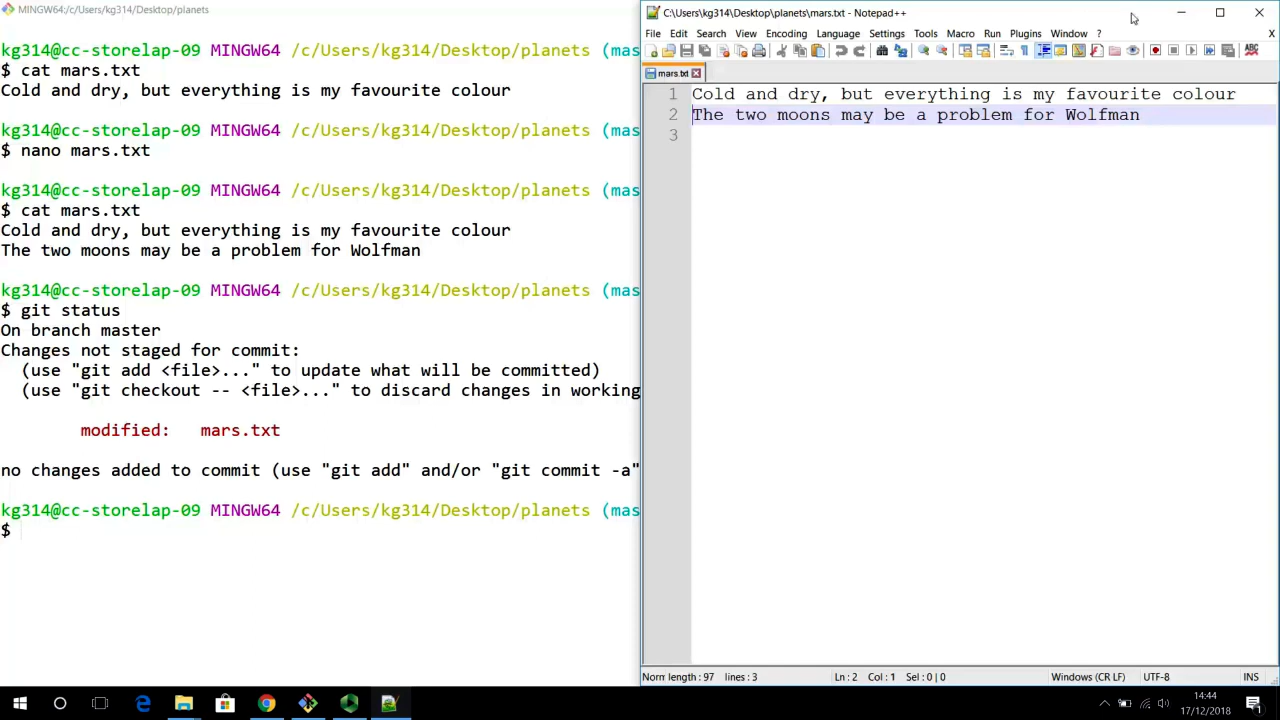 MINGW64:/c/Users/kg314/Desktop/planets
kg314@cc-storelap-09 MINGW64 /c/Users/kg314/Desktop/planets (mas
$ cat mars.txt
Cold and dry, but everything is my favourite colour
kg314@cc-storelap-09 MINGW64 /c/Users/kg314/Desktop/planets (mas
$ nano mars.txt
kg314@cc-storelap-09 MINGW64 /c/Users/kg314/Desktop/planets (mas
$ cat mars.txt
Cold and dry, but everything is my favourite colour
The two moons may be a problem for Wolfman
kg314@cc-storelap-09 MINGW64 /c/Users/kg314/Desktop/planets (mas
$ git status
On branch master
Changes not staged for commit:
(use "git add <file>..." to update what will be committed)
(use "git checkout -- <file>..." to discard changes in working
modified:   mars.txt
no changes added to commit (use "git add" and/or "git commit -a"
kg314@cc-storelap-09 MINGW64 /c/Users/kg314/Desktop/planets (mas
$
C:\Users\kg314\Desktop\planets\mars.txt - Notepad++
File Edit Search View Encoding Language Settings Tools Macro Run Plugins Window ? X
mars.txt
1 Cold and dry, but everything is my favourite colour
2 The two moons may be a problem for Wolfman
3
Norm length : 97 lines : 3 Ln : 2 Col : 1 Sel : 0 | 0 Windows (CR LF) UTF-8 INS
14:44
17/12/2018